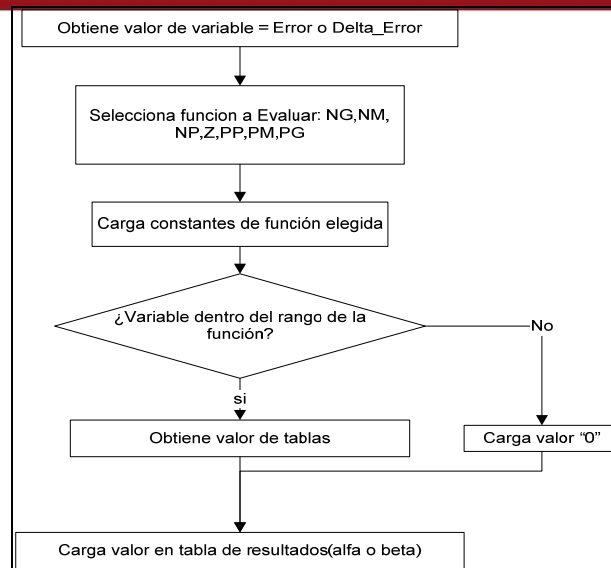 Obtiene valor de variable = Error o Delta_Error
Selecciona funcion a Evaluar: NG,NM,
NP,Z,PP,PM,PG
Carga constantes de función elegida
¿Variable dentro del rango de la
función?
No
si
Obtiene valor de tablas
Carga valor “0”
Carga valor en tabla de resultados(alfa o beta)